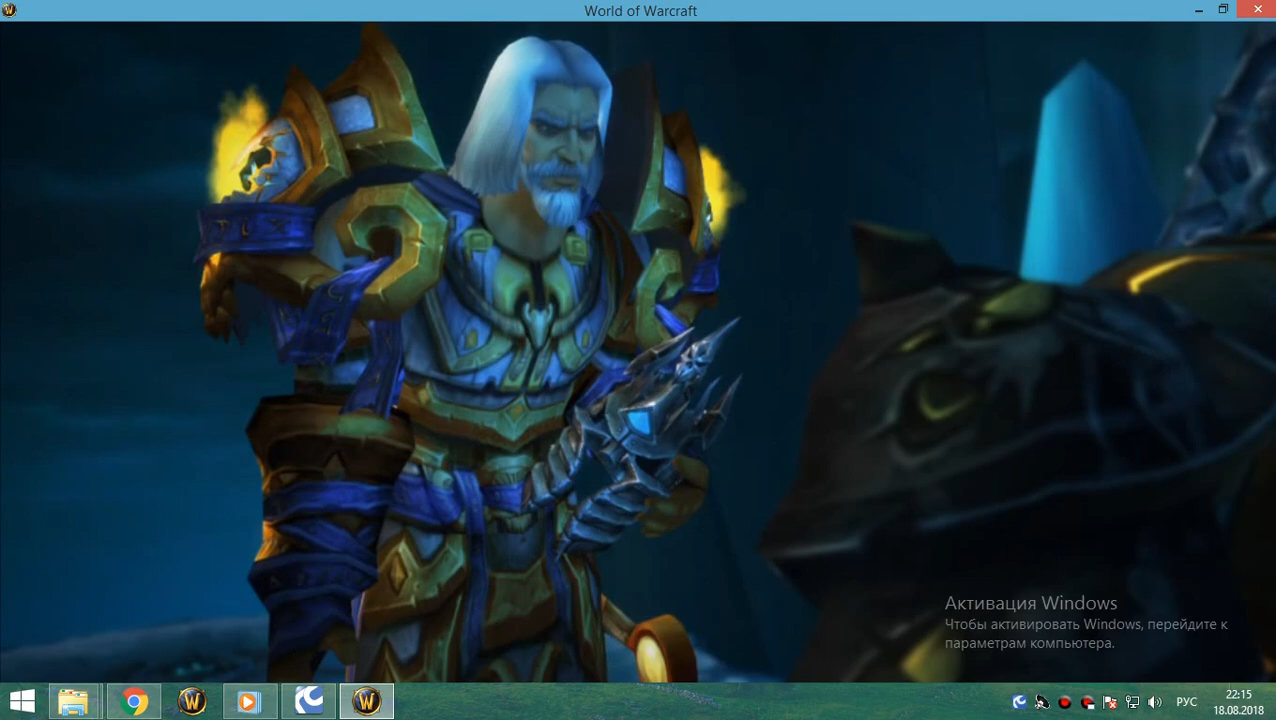 World of Warcraft
Активация Windows
Чтобы активировать Windows, перейдите к
параметрам компьютера.
РУС
22:15
18.08.2018